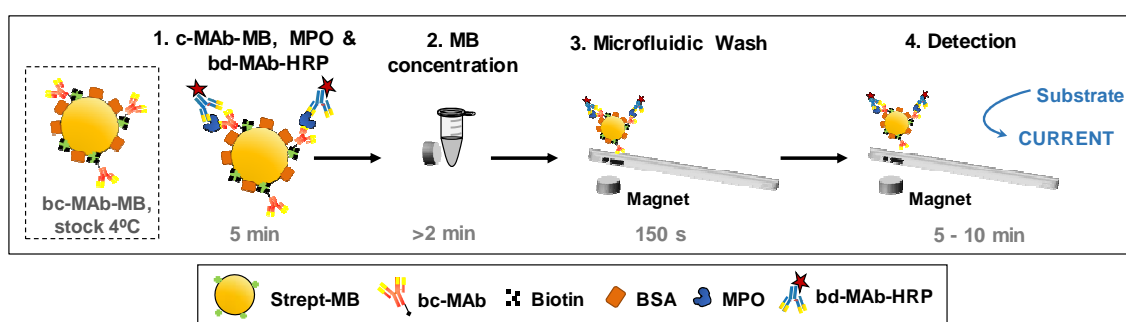 1. c-MAb-MB, MPO &
bd-MAb-HRP
2. MB
concentration
3. Microfluidic Wash
4. Detection
Substrate
CURRENT
bc-MAb-MB,
stock 4ºC
Magnet
Magnet
5 min
>2 min
150 s
5 - 10 min
Strept-MB
bc-MAb
Biotin
BSA
MPO
bd-MAb-HRP